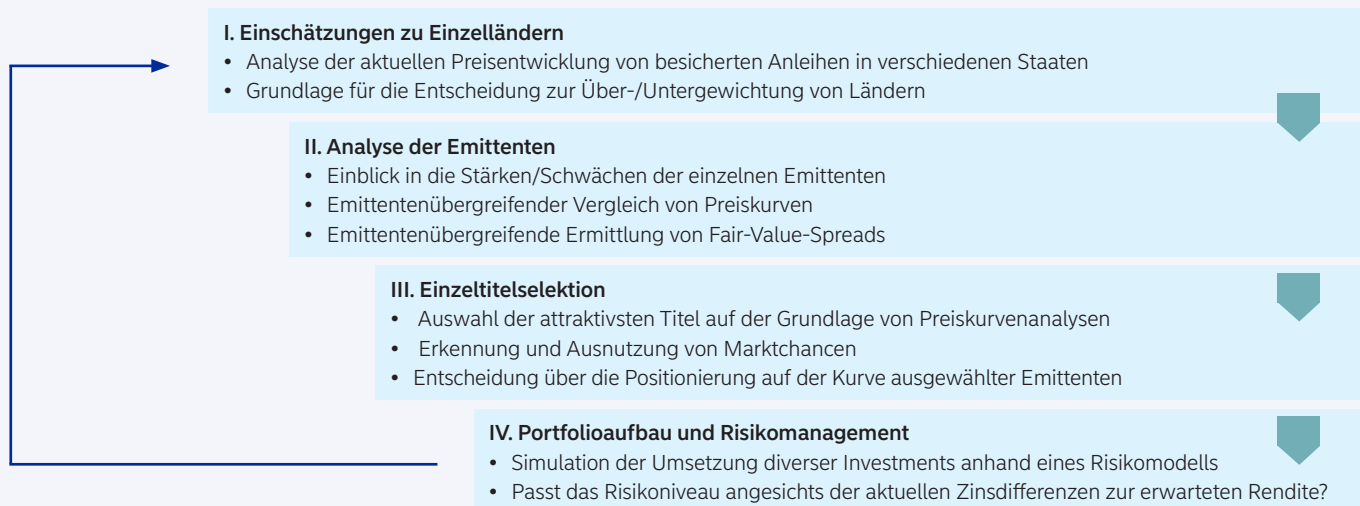 I. Einschätzungen zu Einzelländern
• Analyse der aktuellen Preisentwicklung von besicherten Anleihen in verschiedenen Staaten
• Grundlage für die Entscheidung zur Über-/Untergewichtung von Ländern
II. Analyse der Emittenten
• Einblick in die Stärken/Schwächen der einzelnen Emittenten
• Emittentenübergreifender Vergleich von Preiskurven
• Emittentenübergreifende Ermittlung von Fair-Value-Spreads
III. Einzeltitelselektion
• Auswahl der attraktivsten Titel auf der Grundlage von Preiskurvenanalysen
• Erkennung und Ausnutzung von Marktchancen
• Entscheidung über die Positionierung auf der Kurve ausgewählter Emittenten
IV. Portfolioaufbau und Risikomanagement
• Simulation der Umsetzung diverser Investments anhand eines Risikomodells
• Passt das Risikoniveau angesichts der aktuellen Zinsdifferenzen zur erwarteten Rendite?